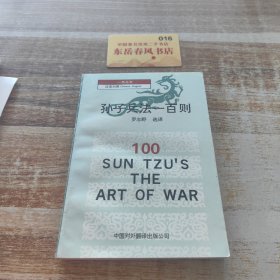 016
东岳春风书店
孙子兵法一百则
罗志野 选译
100
SUN TZU'S
THE
ART OF WAR
中国对外翻译出版公司